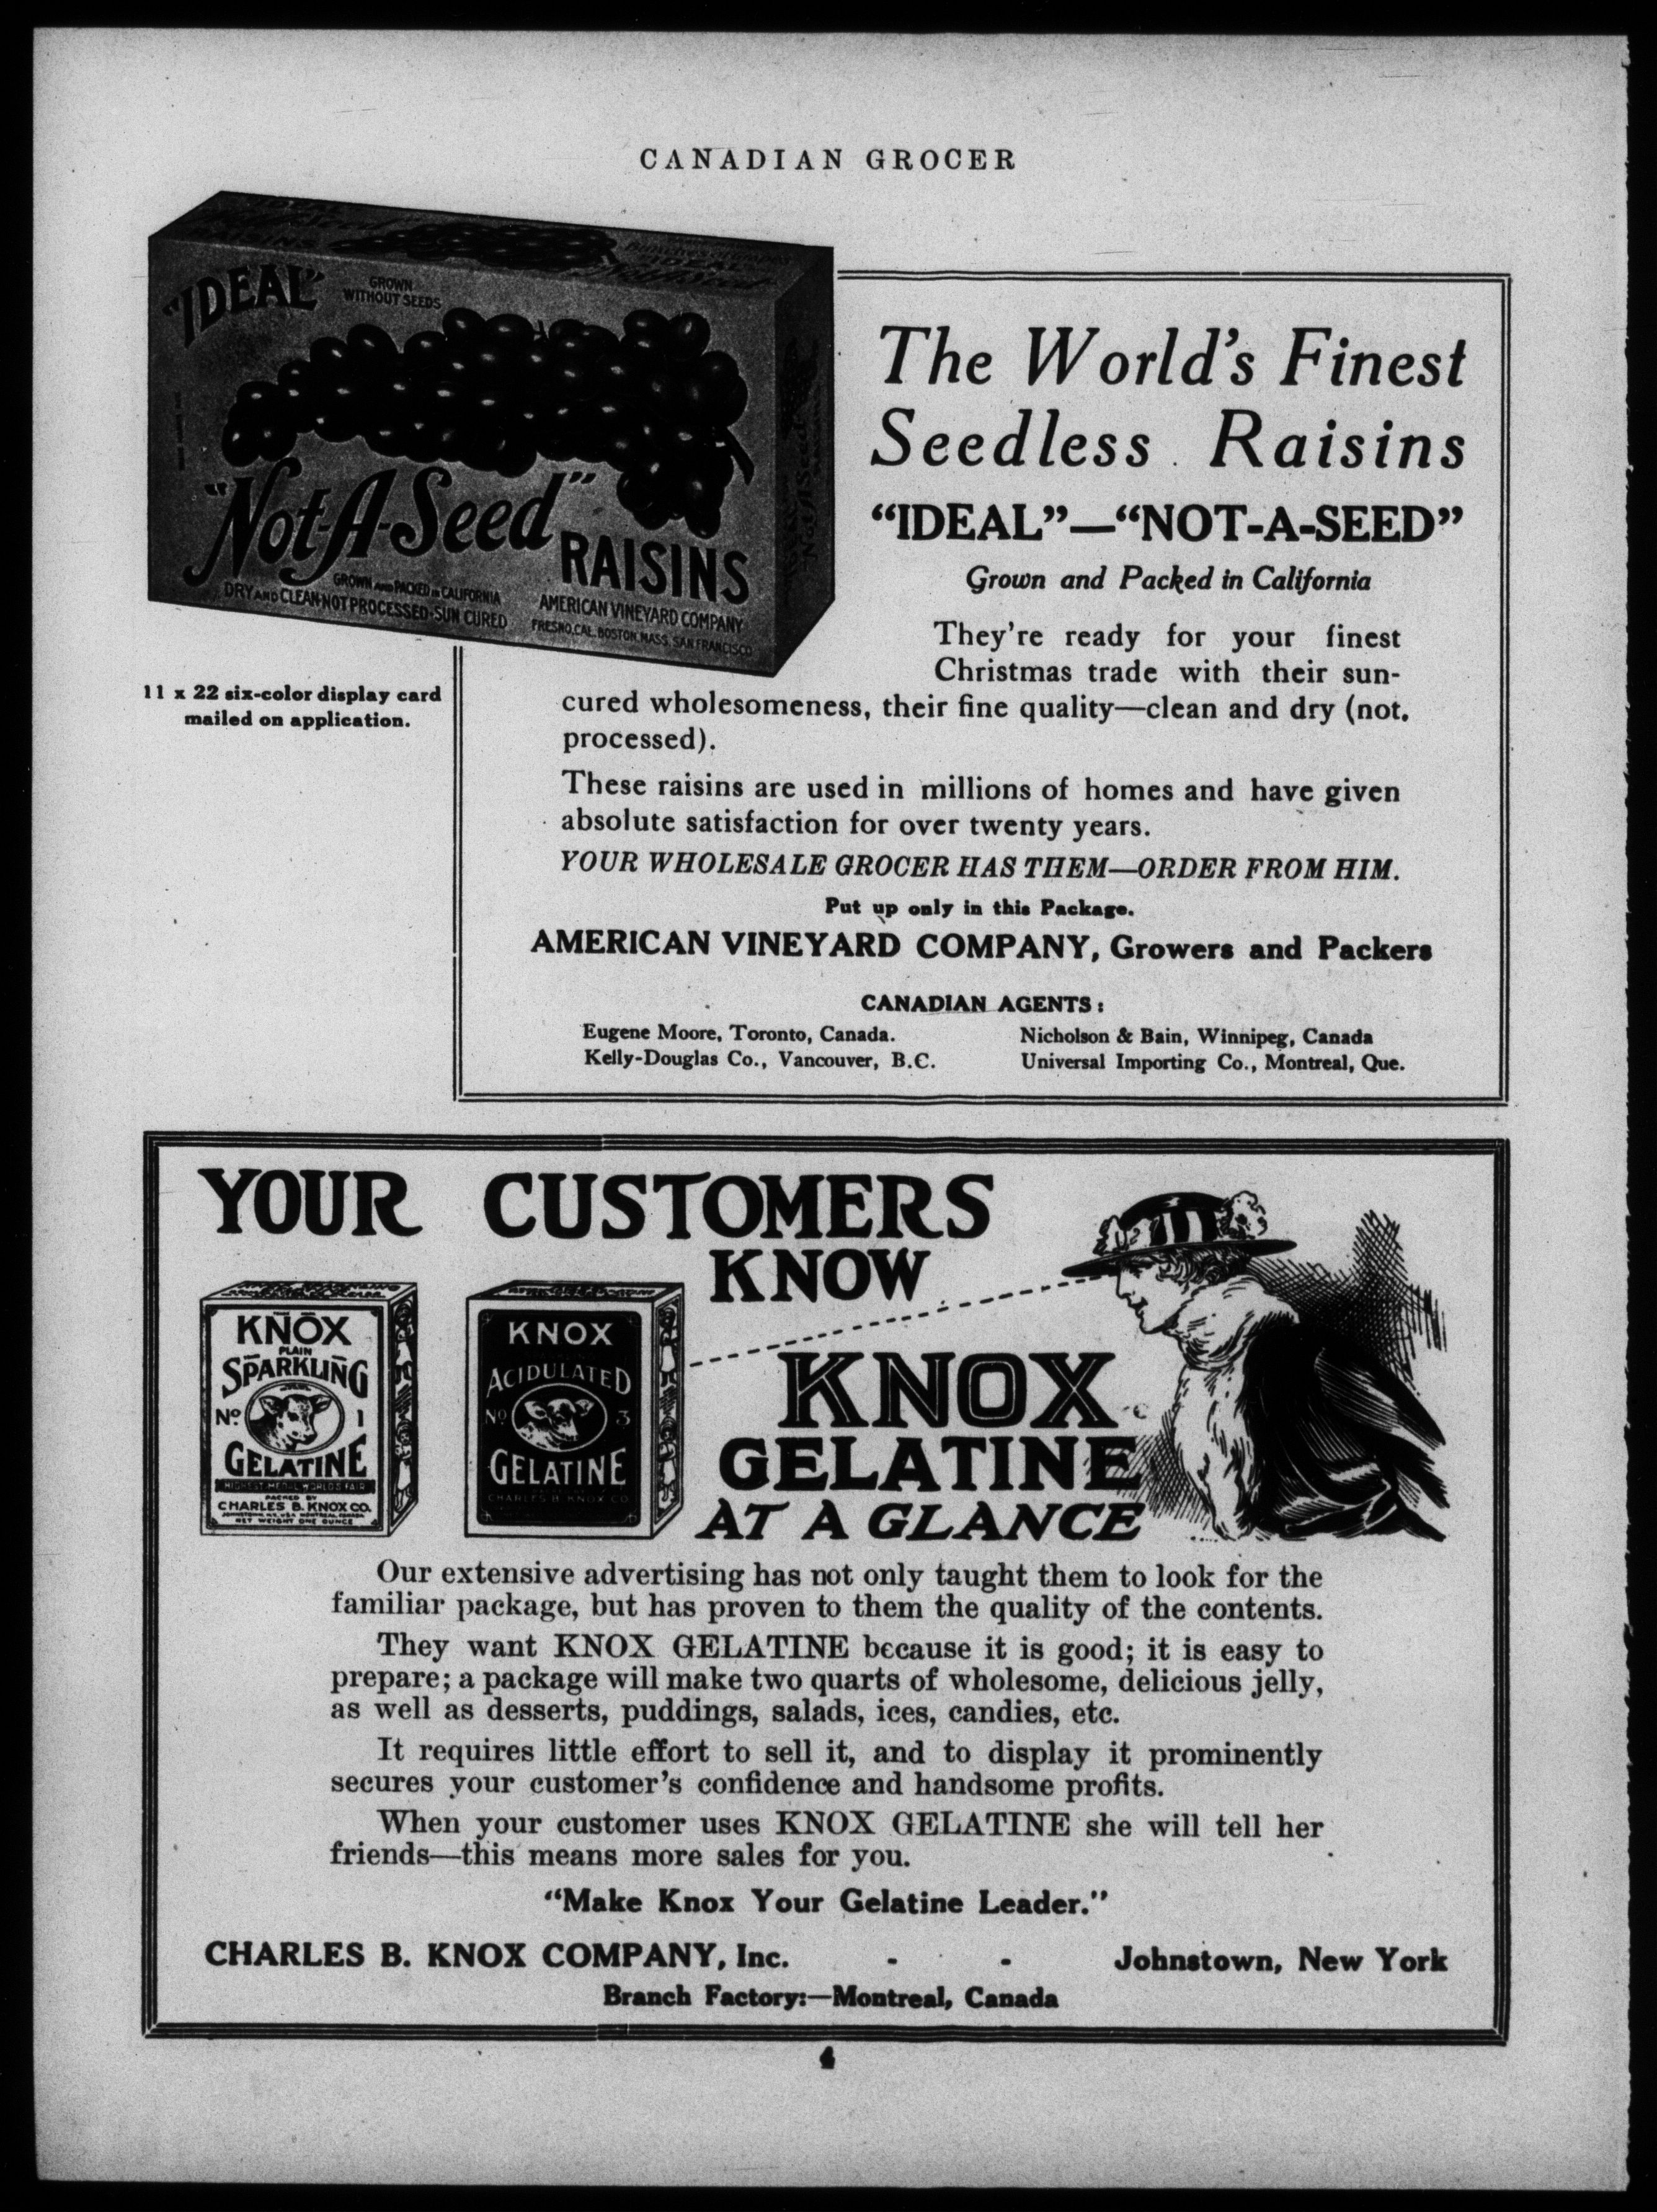 CANADIAN GROCER
"IDEAL"
GROWN
WITHOUT SEEDS
"Not-A-Seed"
RAISINS
GROWN AND PACKED IN CALIFORNIA
DRY AND CLEAN-NOT PROCESSED-SUN CURED
AMERICAN VINEYARD COMPANY
FRESNO, CAL. BOSTON, MASS. SAN FRANCISCO
11 x 22 six-color display card
mailed on application.
The World's Finest
Seedless Raisins
"IDEAL"—"NOT-A-SEED"
Grown and Packed in California
They're ready for your finest
Christmas trade with their sun-
cured wholesomeness, their fine quality—clean and dry (not.
processed).
These raisins are used in millions of homes and have given
absolute satisfaction for over twenty years.
YOUR WHOLESALE GROCER HAS THEM—ORDER FROM HIM.
Put up only in this Package.
AMERICAN VINEYARD COMPANY, Growers and Packers
CANADIAN AGENTS:
Eugene Moore, Toronto, Canada.
Nicholson & Bain, Winnipeg, Canada
Kelly-Douglas Co., Vancouver, B.C.
Universal Importing Co., Montreal, Que.
YOUR CUSTOMERS
KNOW
KNOX
GELATINE
AT A GLANCE
KNOX
PLAIN
SPARKLING
No. 1
GELATINE
HIGHEST MEDAL WORLDS FAIR
PACKED BY
CHARLES B. KNOX CO.
JOHNSTOWN, N.Y., U.S.A. MONTREAL, CANADA
NET WEIGHT ONE OUNCE
KNOX
ACIDULATED
No. 3
GELATINE
CHARLES B. KNOX CO.
Our extensive advertising has not only taught them to look for the
familiar package, but has proven to them the quality of the contents.
They want KNOX GELATINE because it is good; it is easy to
prepare; a package will make two quarts of wholesome, delicious jelly,
as well as desserts, puddings, salads, ices, candies, etc.
It requires little effort to sell it, and to display it prominently
secures your customer's confidence and handsome profits.
When your customer uses KNOX GELATINE she will tell her
friends—this means more sales for you.
"Make Knox Your Gelatine Leader."
CHARLES B. KNOX COMPANY, Inc. - - Johnstown, New York
Branch Factory:—Montreal, Canada
4